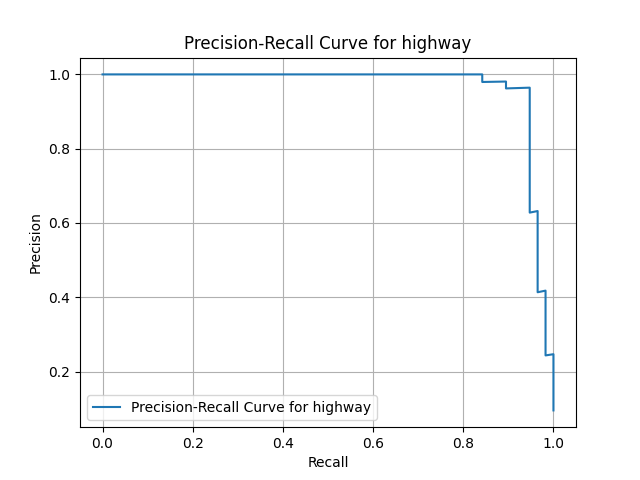 Precision-Recall Curve for highway
1.0
0.8
0.6
0.4
0.2
Precision
Precision-Recall Curve for highway
0.0 0.2 0.4 0.6 0.8 1.0
Recall